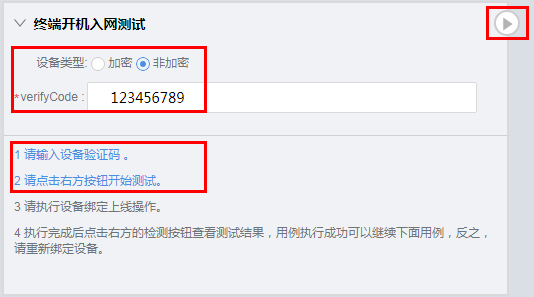 终端开机入网测试
设备类型: 加密 非加密
*verifyCode : 123456789
1 请输入设备验证码 。
2 请点击右方按钮开始测试。
3 请执行设备绑定上线操作。
4 执行完成后点击右方的检测按钮查看测试结果，用例执行成功可以继续下面用例，反之，
请重新绑定设备。